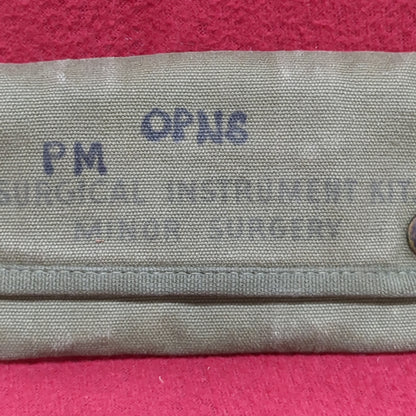 OPNS
PM
SURGICAL INSTRUMENT KIT
MINOR SURGERY